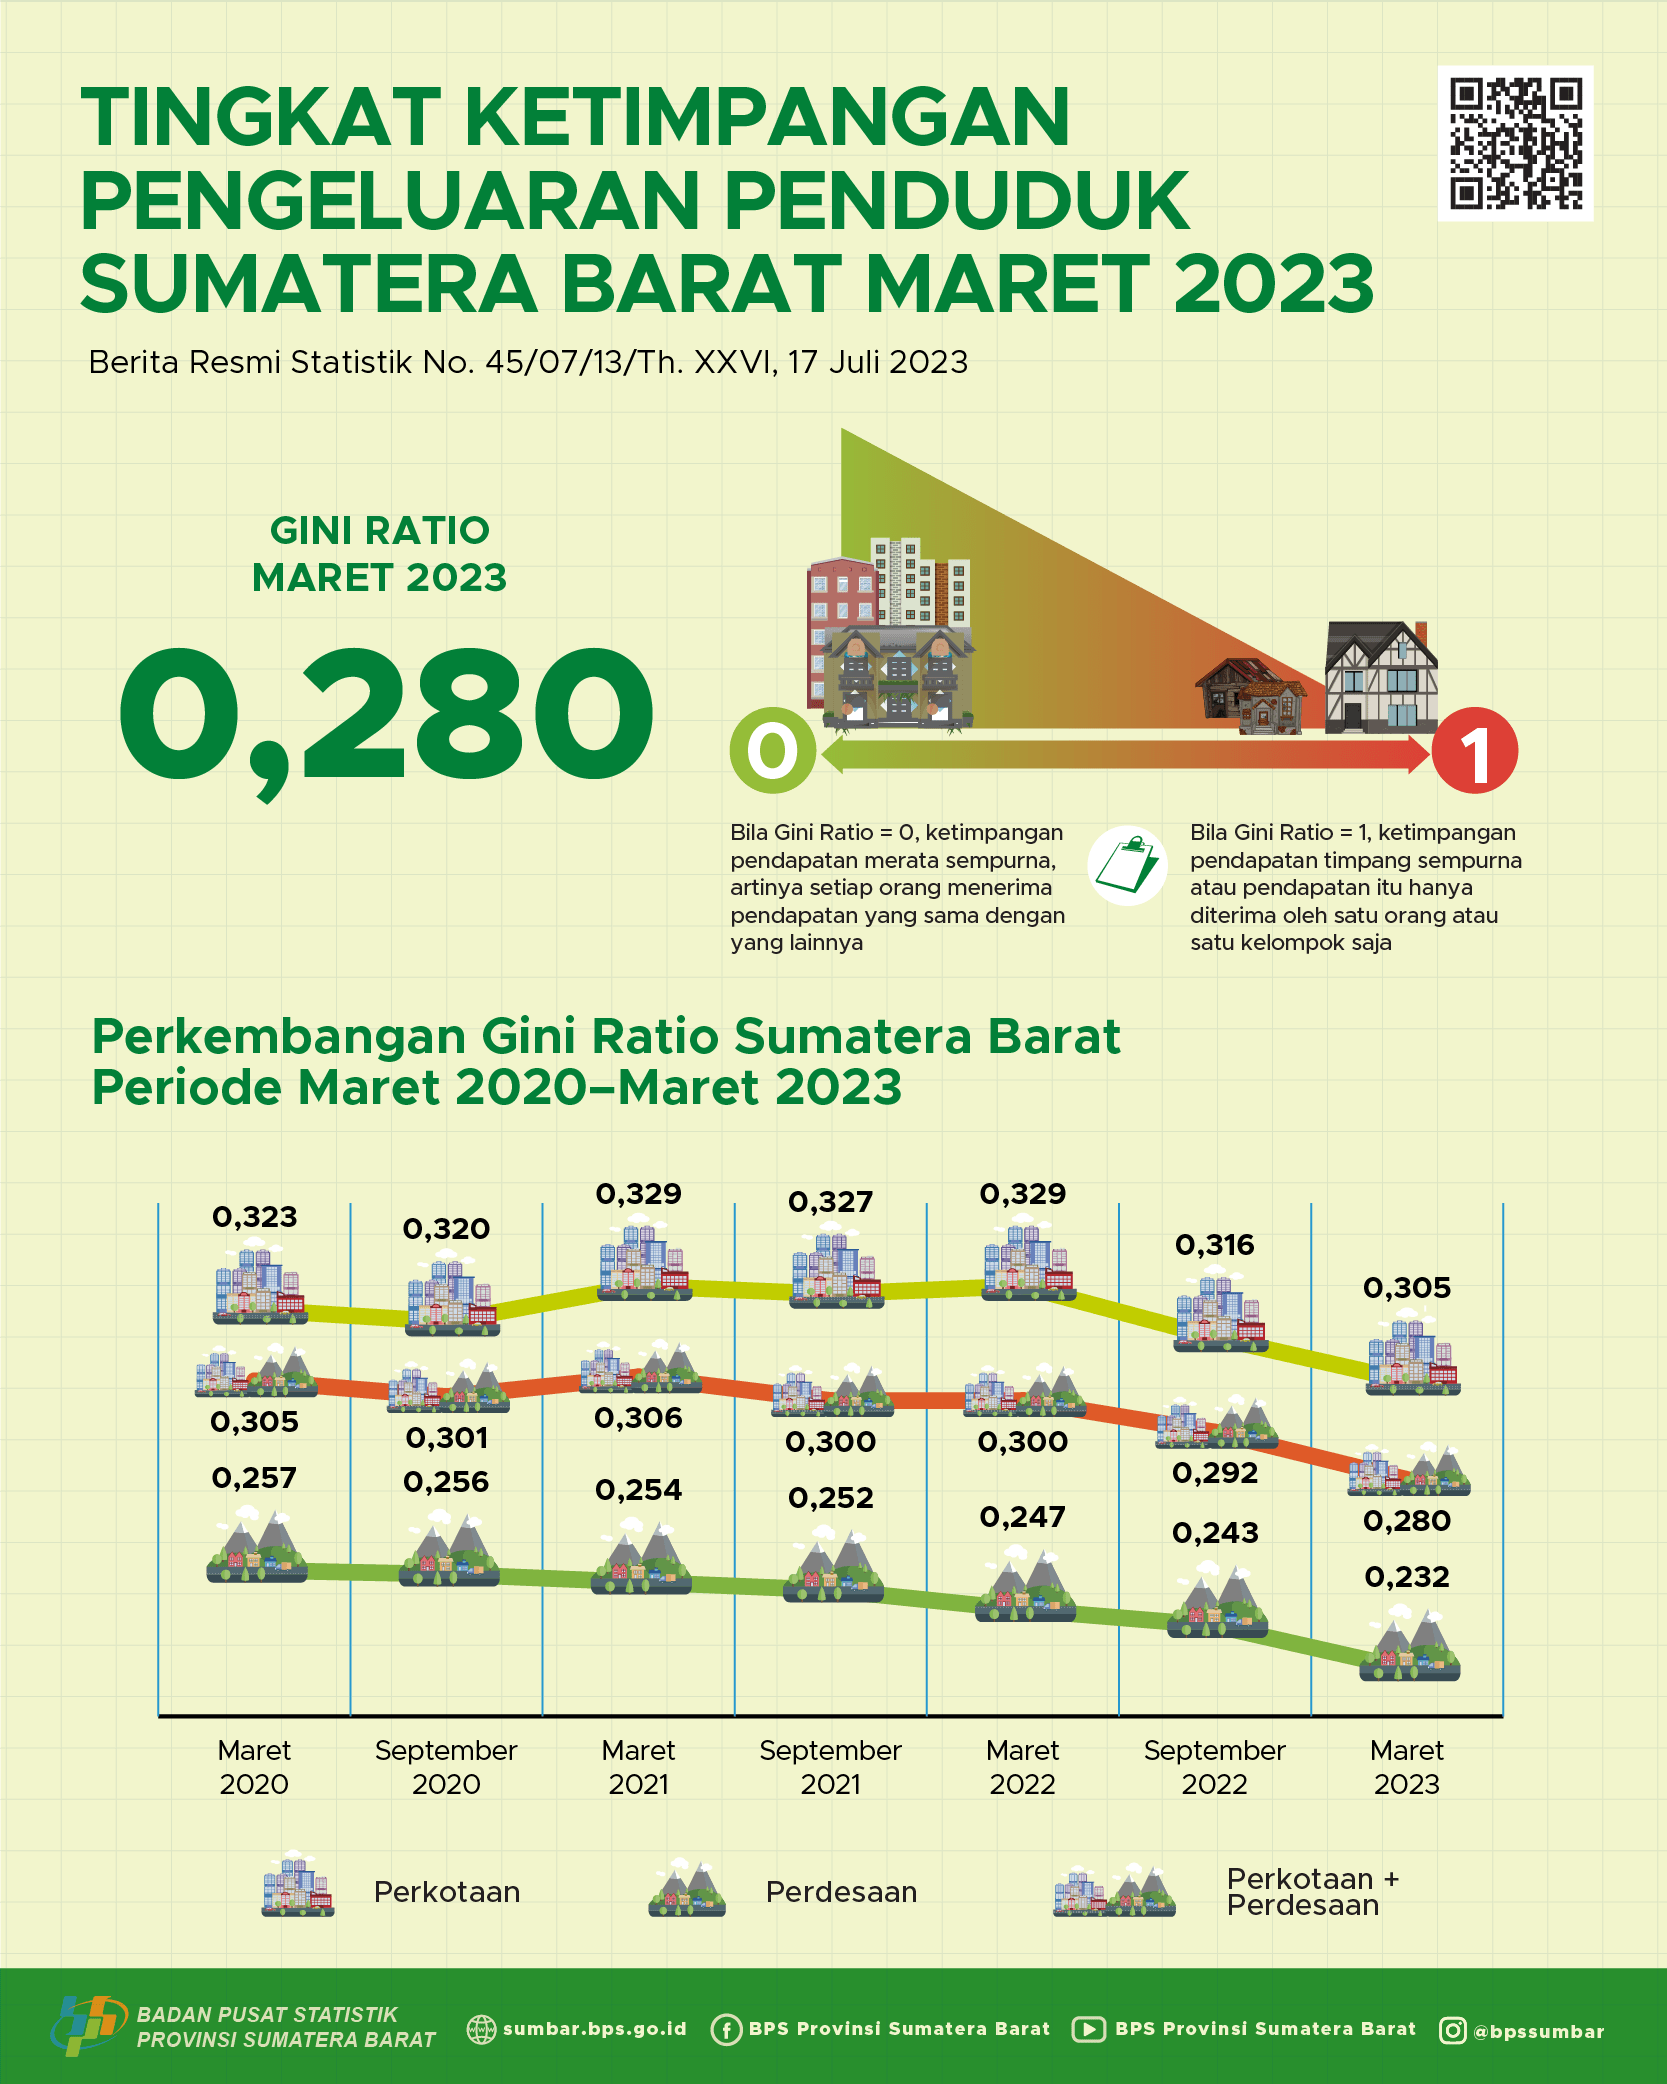 TINGKAT KETIMPANGAN
PENGELUARAN PENDUDUK
SUMATERA BARAT MARET 2023
Berita Resmi Statistik No. 45/07/13/Th. XXVI, 17 Juli 2023
GINI RATIO
MARET 2023
0,280
0
1
Bila Gini Ratio = 0, ketimpangan
pendapatan merata sempurna,
artinya setiap orang menerima
pendapatan yang sama dengan
yang lainnya
Bila Gini Ratio = 1, ketimpangan
pendapatan timpang sempurna
atau pendapatan itu hanya
diterima oleh satu orang atau
satu kelompok saja
Perkembangan Gini Ratio Sumatera Barat
Periode Maret 2020–Maret 2023
0,323
0,320
0,329
0,327
0,329
0,316
0,305
0,305
0,301
0,306
0,300
0,300
0,292
0,280
0,257
0,256
0,254
0,252
0,247
0,243
0,232
Maret
2020
September
2020
Maret
2021
September
2021
Maret
2022
September
2022
Maret
2023
Perkotaan
Perdesaan
Perkotaan +
Perdesaan
BADAN PUSAT STATISTIK
PROVINSI SUMATERA BARAT
sumbar.bps.go.id
BPS Provinsi Sumatera Barat
BPS Provinsi Sumatera Barat
@bpssumbar